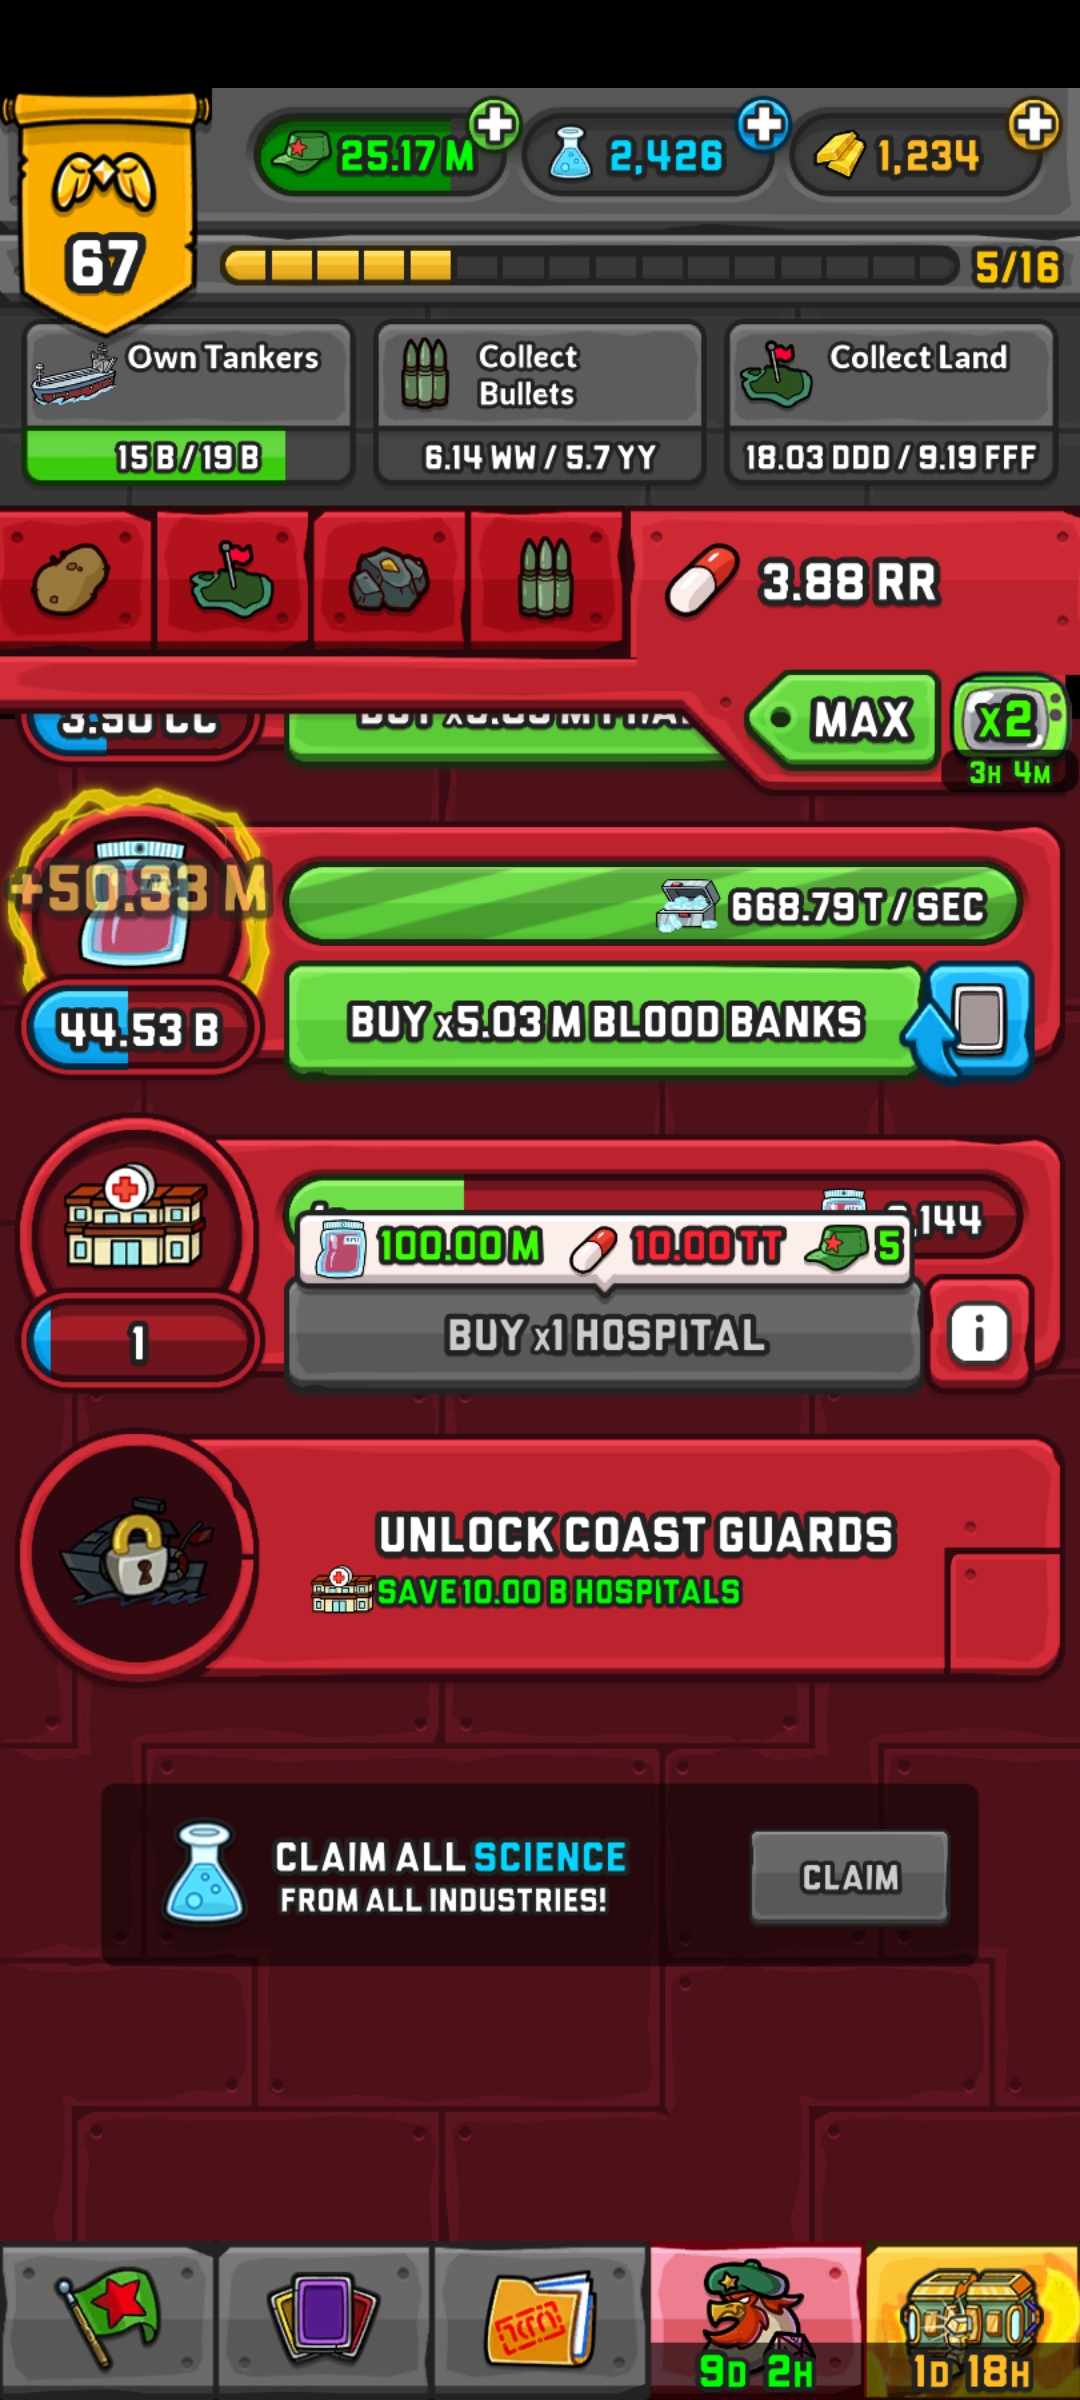 67
25.17 M
2,426
1,234
5/16
Own Tankers
15 B / 19 B
Collect
Bullets
6.14 WW / 5.7 YY
Collect Land
18.03 DDD / 9.19 FFF
3.88 RR
MAX
x2
3H 4M
3.90 CC
+50.33 M
668.79 T / SEC
44.53 B
BUY x5.03 M BLOOD BANKS
,144
100.00 M
10.00 TT
5
1
BUY x1 HOSPITAL
i
UNLOCK COAST GUARDS
SAVE 10.00 B HOSPITALS
CLAIM ALL SCIENCE
FROM ALL INDUSTRIES!
CLAIM
9D 2H
1D 18H